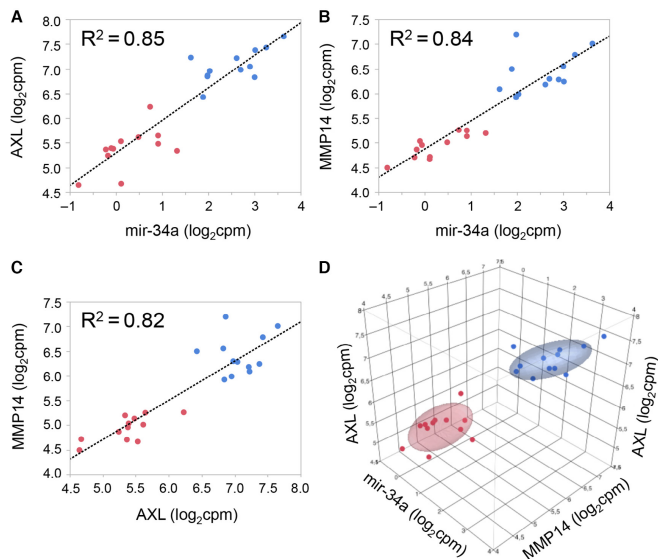 A
R² = 0.85
AXL (log₂cpm)
8.0
7.5
7.0
6.5
6.0
5.5
5.0
4.5
−1 0 1 2 3 4
mir-34a (log₂cpm)
B
R² = 0.84
MMP14 (log₂cpm)
8.0
7.5
7.0
6.5
6.0
5.5
5.0
4.5
4.0
−1 0 1 2 3 4
mir-34a (log₂cpm)
C
R² = 0.82
MMP14 (log₂cpm)
7.5
7.0
6.5
6.0
5.5
5.0
4.5
4.0
4.5 5.0 5.5 6.0 6.5 7.0 7.5 8.0
AXL (log₂cpm)
D
AXL (log₂cpm)
mir-34a (log₂cpm)
MMP14 (log₂cpm)
AXL (log₂cpm)